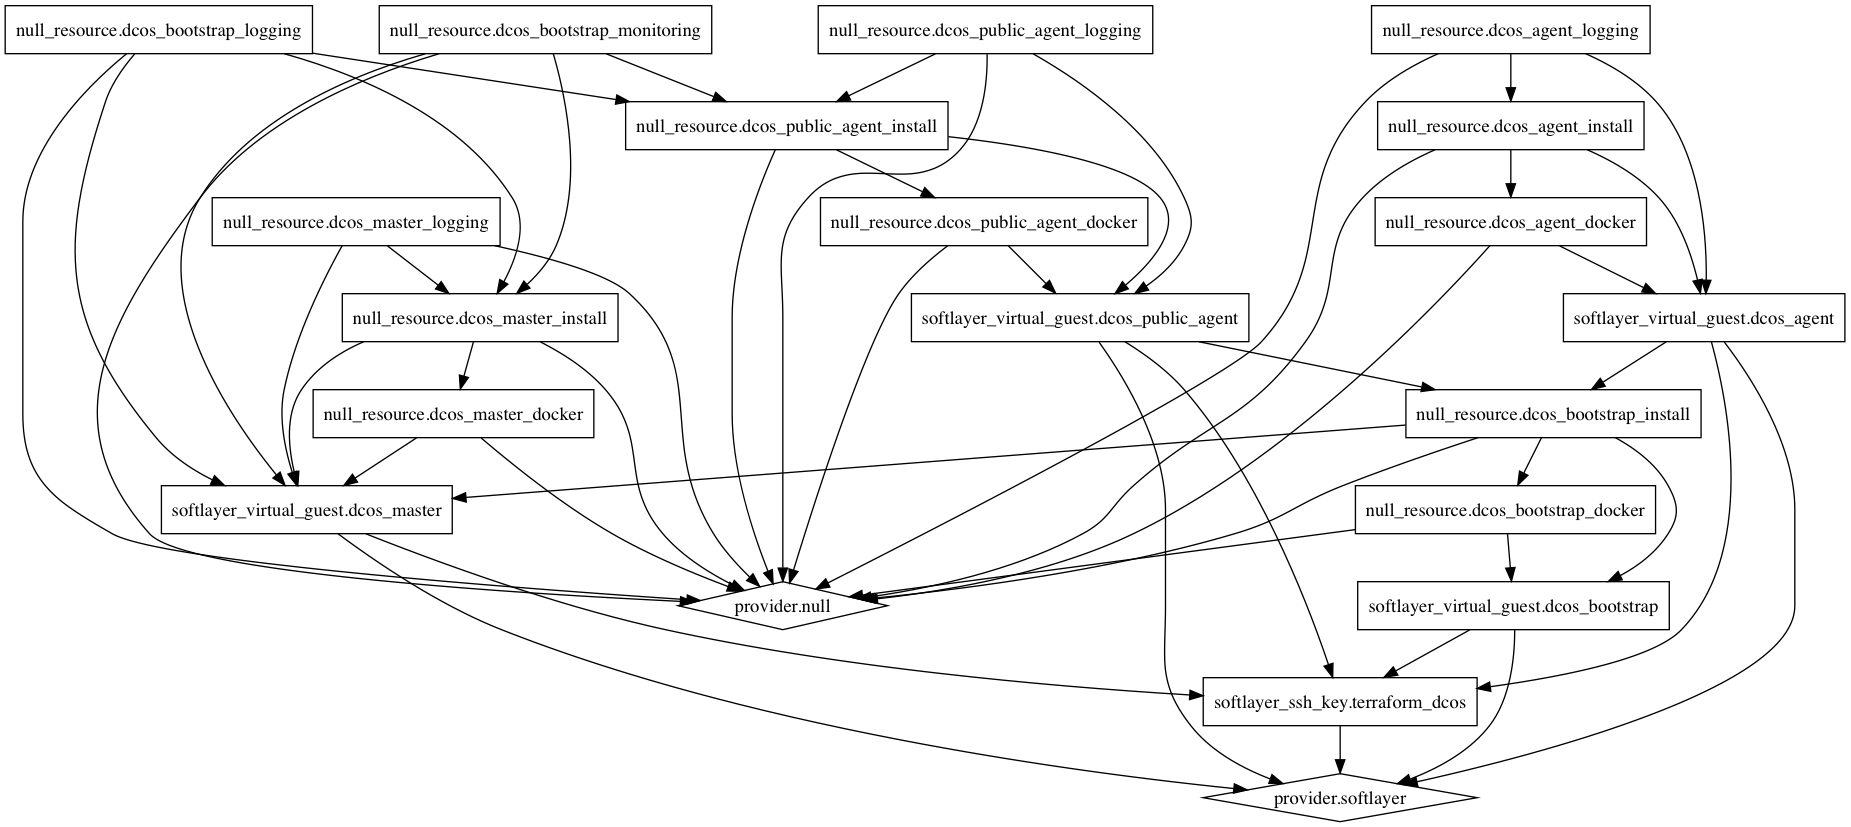 null_resource.dcos_bootstrap_logging
null_resource.dcos_bootstrap_monitoring
null_resource.dcos_public_agent_logging
null_resource.dcos_agent_logging
null_resource.dcos_public_agent_install
null_resource.dcos_agent_install
null_resource.dcos_master_logging
null_resource.dcos_public_agent_docker
null_resource.dcos_agent_docker
null_resource.dcos_master_install
softlayer_virtual_guest.dcos_public_agent
softlayer_virtual_guest.dcos_agent
null_resource.dcos_master_docker
null_resource.dcos_bootstrap_install
softlayer_virtual_guest.dcos_master
null_resource.dcos_bootstrap_docker
provider.null
softlayer_virtual_guest.dcos_bootstrap
softlayer_ssh_key.terraform_dcos
provider.softlayer